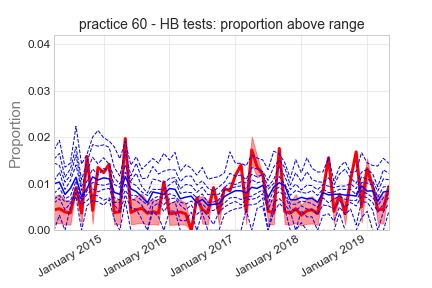 practice 60 - HB tests: proportion above range
0.04
0.03
0.02
0.01
0.00
Proportion
January 2015
January 2016
January 2017
January 2018
January 2019